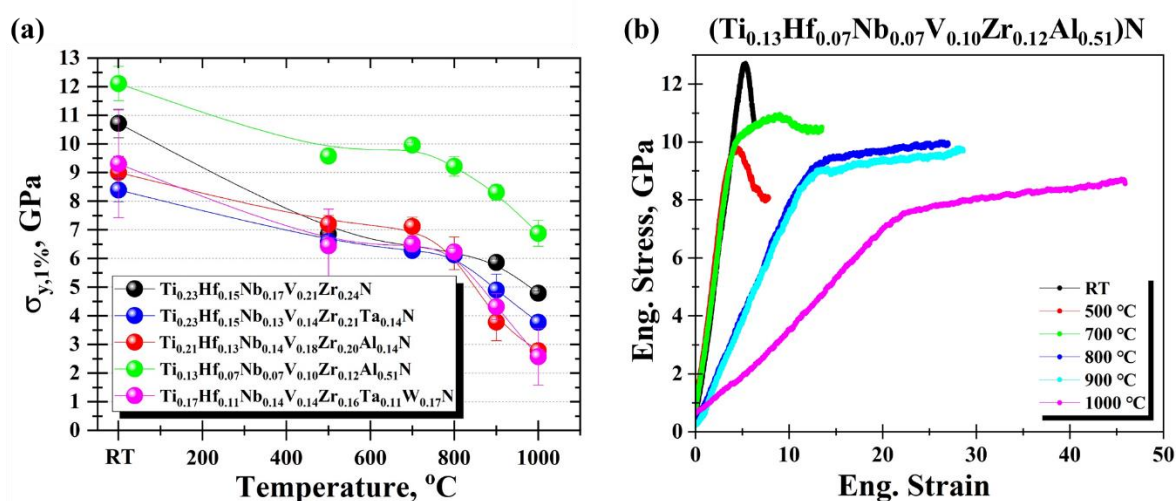 (a)
13
12
11
10
9
8
7
6
5
4
3
2
1
0
σy,1%, GPa
Ti0.23Hf0.15Nb0.17V0.21Zr0.24N
Ti0.23Hf0.15Nb0.13V0.14Zr0.21Ta0.14N
Ti0.21Hf0.13Nb0.14V0.18Zr0.20Al0.14N
Ti0.13Hf0.07Nb0.07V0.10Zr0.12Al0.51N
Ti0.17Hf0.11Nb0.14V0.14Zr0.16Ta0.11W0.17N
RT 200 400 600 800 1000
Temperature, ºC
(b) (Ti0.13Hf0.07Nb0.07V0.10Zr0.12Al0.51)N
12
10
8
6
4
2
0
Eng. Stress, GPa
RT
500 °C
700 °C
800 °C
900 °C
1000 °C
0 10 20 30 40 50
Eng. Strain